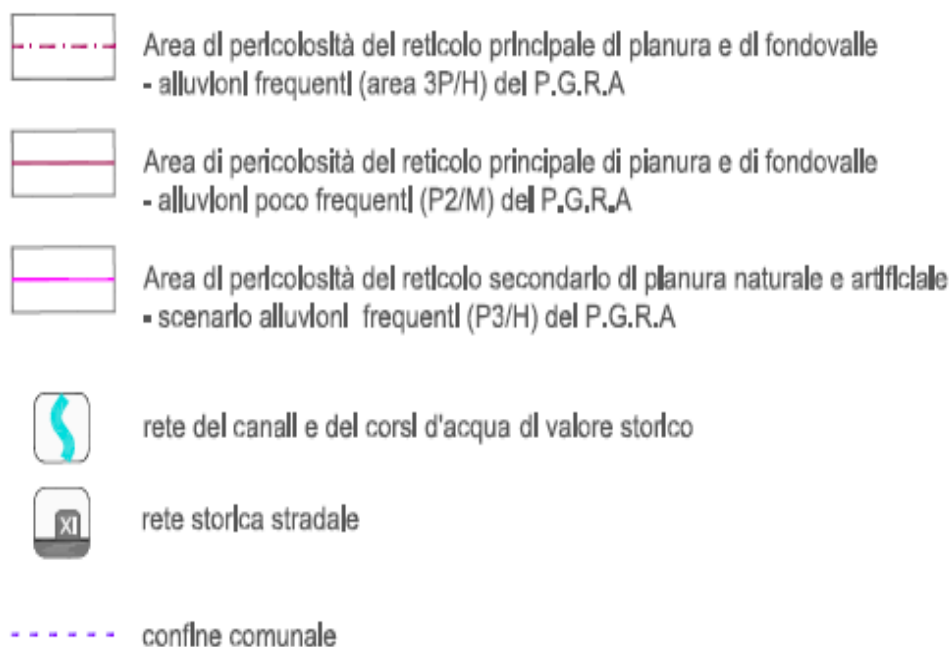 Area di pericolosità del reticolo principale di pianura e di fondovalle
- alluvioni frequenti (area 3P/H) del P.G.R.A
Area di pericolosità del reticolo principale di pianura e di fondovalle
- alluvioni poco frequenti (P2/M) del P.G.R.A
Area di pericolosità del reticolo secondario di pianura naturale e artificiale
- scenario alluvioni frequenti (P3/H) del P.G.R.A
rete dei canali e dei corsi d'acqua di valore storico
XI
rete storica stradale
confine comunale